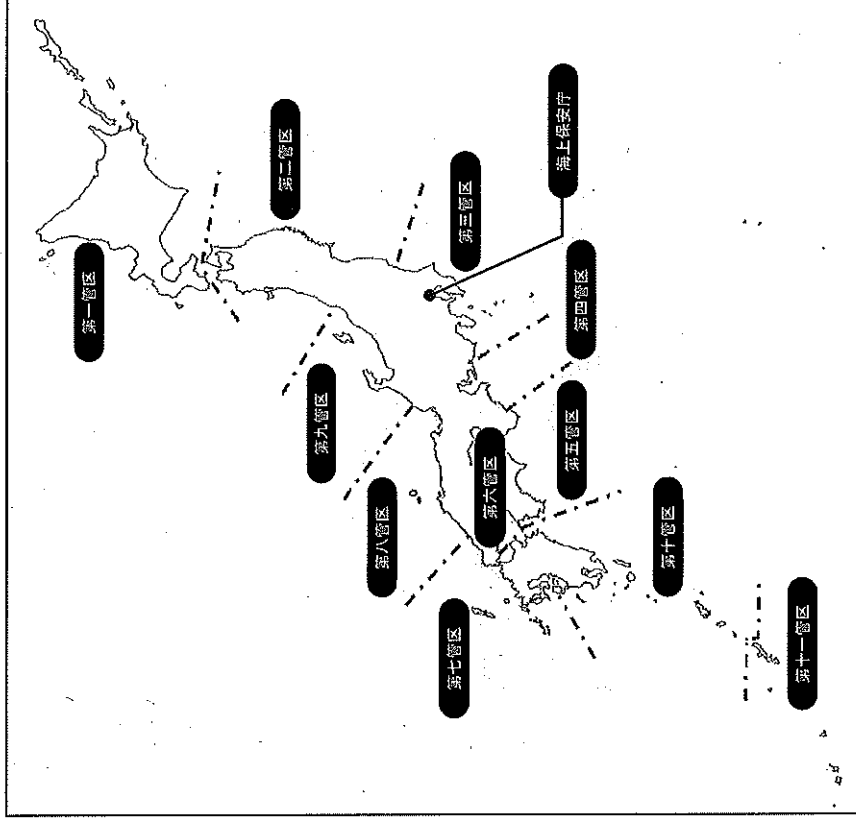 第一管区
第二管区
第三管区
海上保安庁
第四管区
第五管区
第六管区
第七管区
第八管区
第九管区
第十管区
第十一管区